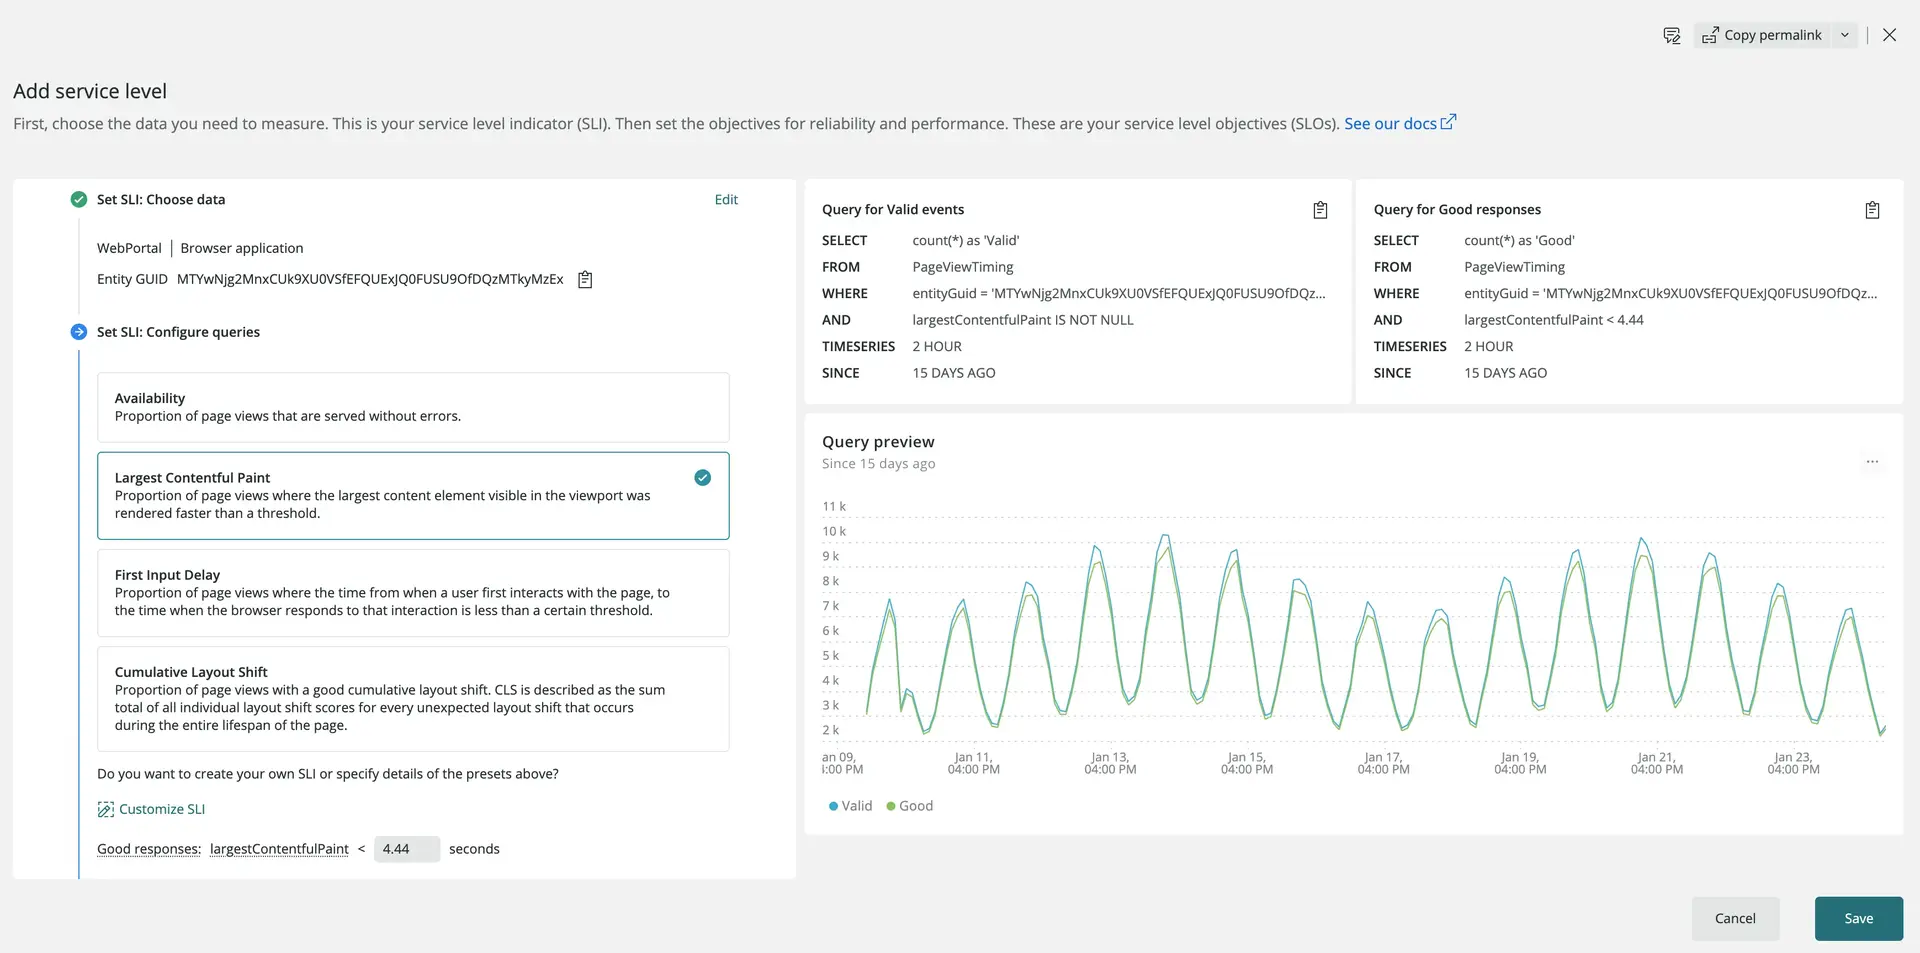 Copy permalink
Add service level
First, choose the data you need to measure. This is your service level indicator (SLI). Then set the objectives for reliability and performance. These are your service level objectives (SLOs). See our docs
Set SLI: Choose data
Edit
WebPortal | Browser application
Entity GUID MTYwNjg2MnxCUk9XU0VSfEFQUExJQ0FUSU9OfDQzMTkyMzEx
Set SLI: Configure queries
Availability
Proportion of page views that are served without errors.
Largest Contentful Paint
Proportion of page views where the largest content element visible in the viewport was
rendered faster than a threshold.
First Input Delay
Proportion of page views where the time from when a user first interacts with the page, to
the time when the browser responds to that interaction is less than a certain threshold.
Cumulative Layout Shift
Proportion of page views with a good cumulative layout shift. CLS is described as the sum
total of all individual layout shift scores for every unexpected layout shift that occurs
during the entire lifespan of the page.
Do you want to create your own SLI or specify details of the presets above?
Customize SLI
Good responses: largestContentfulPaint < 4.44 seconds
Query for Valid events
SELECT count(*) as 'Valid'
FROM PageViewTiming
WHERE entityGuid = 'MTYwNjg2MnxCUk9XU0VSfEFQUExJQ0FUSU9OfDQz...
AND largestContentfulPaint IS NOT NULL
TIMESERIES 2 HOUR
SINCE 15 DAYS AGO
Query for Good responses
SELECT count(*) as 'Good'
FROM PageViewTiming
WHERE entityGuid = 'MTYwNjg2MnxCUk9XU0VSfEFQUExJQ0FUSU9OfDQz...
AND largestContentfulPaint < 4.44
TIMESERIES 2 HOUR
SINCE 15 DAYS AGO
Query preview
Since 15 days ago
11 k
10 k
9 k
8 k
7 k
6 k
5 k
4 k
3 k
2 k
an 09, Jan 11, Jan 13, Jan 15, Jan 17, Jan 19, Jan 21, Jan 23,
:00 PM 04:00 PM 04:00 PM 04:00 PM 04:00 PM 04:00 PM 04:00 PM 04:00 PM
Valid Good
Cancel Save